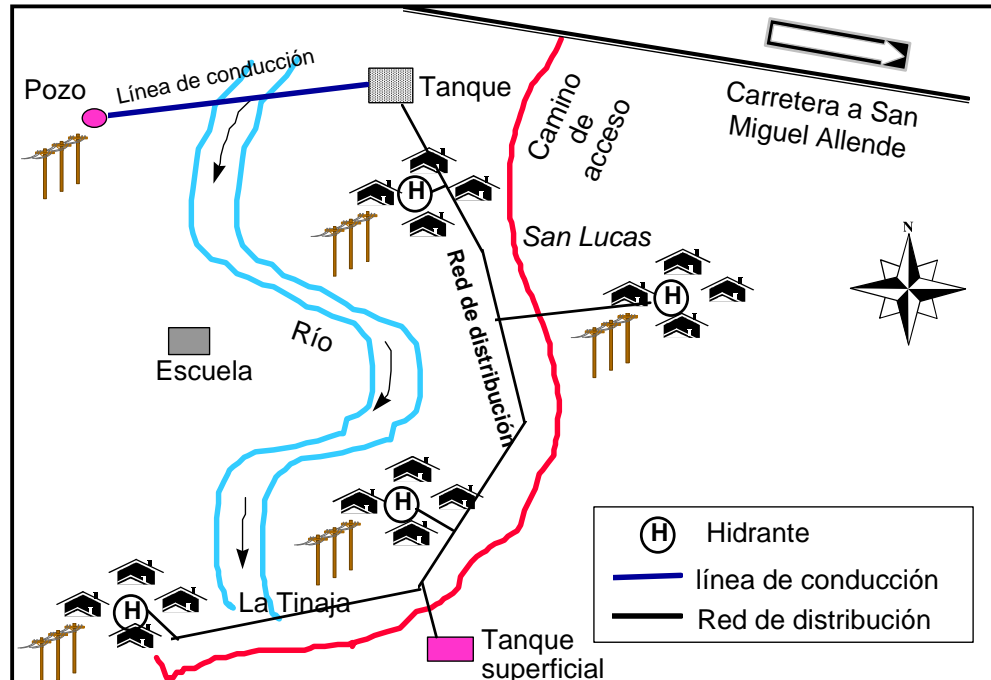 Pozo
Línea de conducción
Tanque
Camino
de
acceso
Carretera a San
Miguel Allende
H
San Lucas
H
N
Red de distribución
Río
Escuela
H
La Tinaja
H
Tanque
superficial
H Hidrante
línea de conducción
Red de distribución